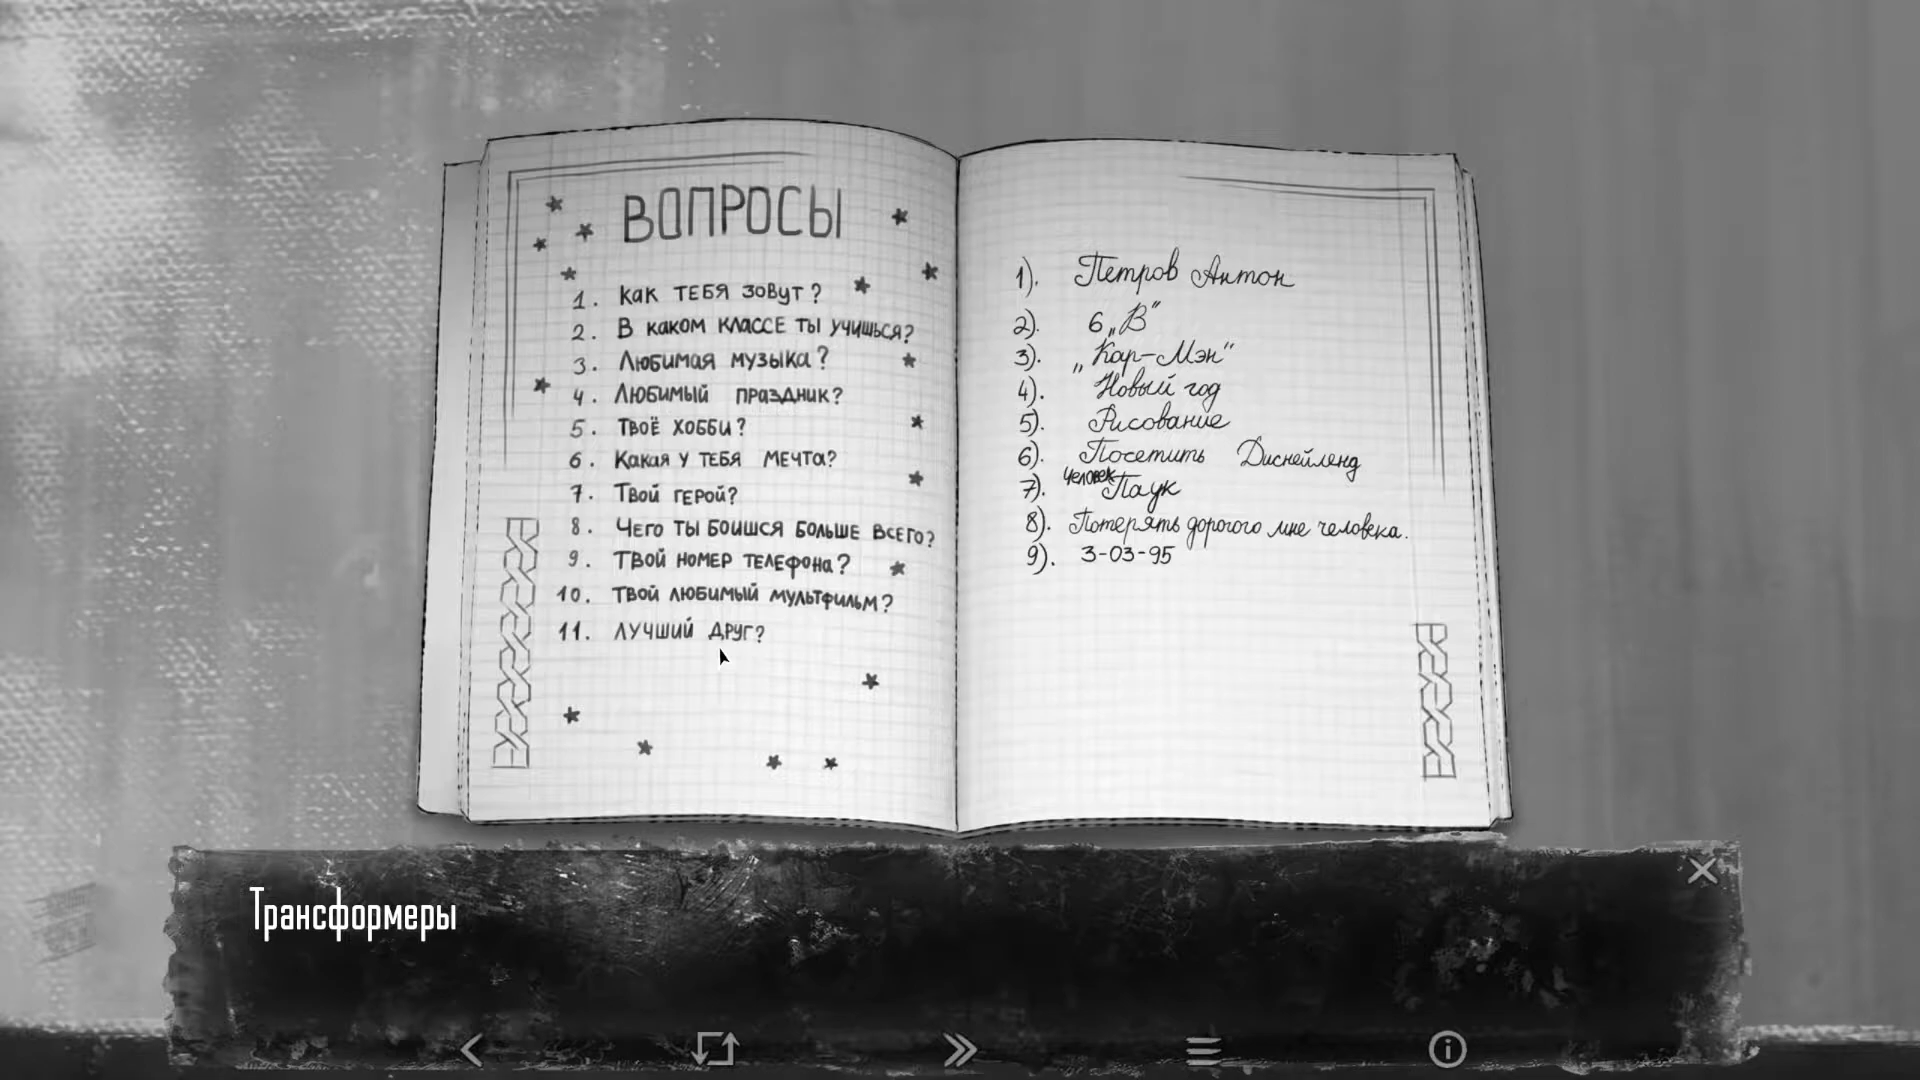 ВОПРОСЫ
1. Как тебя зовут?
2. В каком классе ты учишься?
3. Любимая музыка?
4. Любимый праздник?
5. Твоё хобби?
6. Какая у тебя мечта?
7. Твой герой?
8. Чего ты боишся больше всего?
9. Твой номер телефона?
10. Твой любимый мультфильм?
11. Лучший друг?
1). Петров Антон
2). 6 „В"
3). „Кар-Мэн"
4). Новый год
5). Рисование
6). Посетить Диснейленд
7). Человек Паук
8). Потерять дорогого мне человека.
9). 3-03-95
Трансформеры